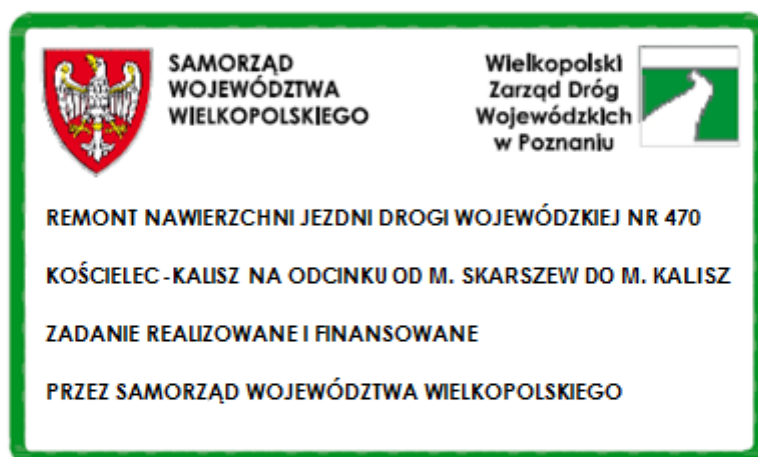 SAMORZĄD
WOJEWÓDZTWA
WIELKOPOLSKIEGO
Wielkopolski
Zarząd Dróg
Wojewódzkich
w Poznaniu
REMONT NAWIERZCHNI JEZDNI DROGI WOJEWÓDZKIEJ NR 470
KOŚCIELEC-KALISZ NA ODCINKU OD M. SKARSZEW DO M. KALISZ
ZADANIE REALIZOWANE I FINANSOWANE
PRZEZ SAMORZĄD WOJEWÓDZTWA WIELKOPOLSKIEGO